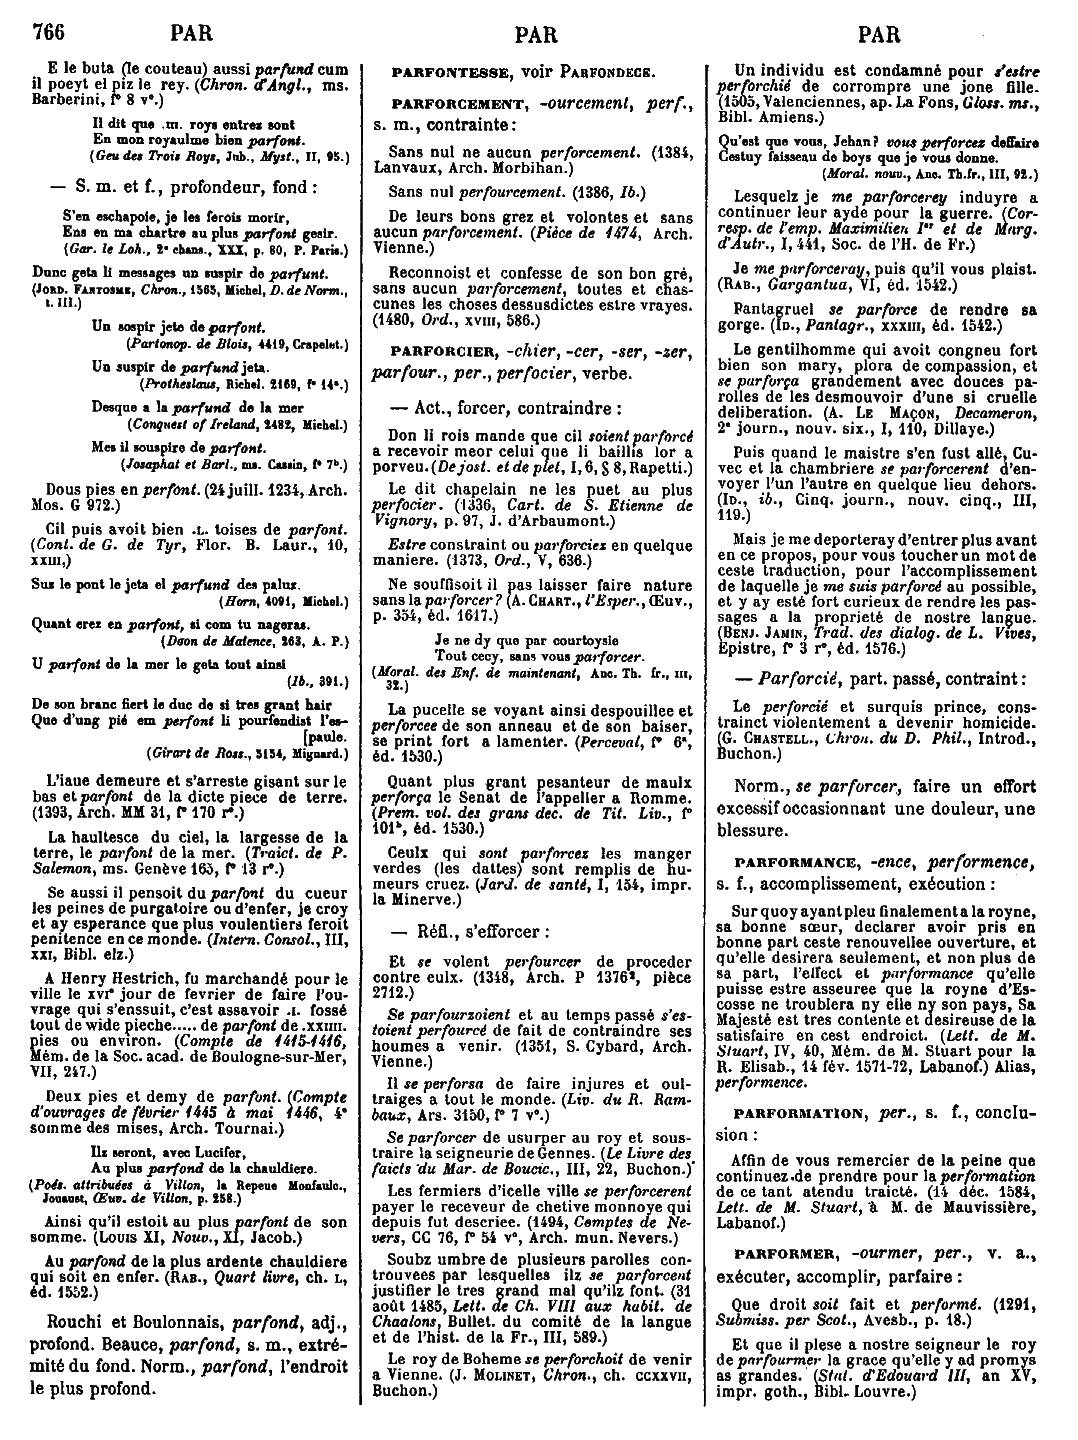 766 PAR PAR PAR
E le buta (le couteau) aussi parfund cum
il poeyt el piz le rey. (Chron. d'Angl., ms.
Barberini, f° 8 v°.)
Il dit que .III. roys entrez sont
En mon royaulme bien parfont.
(Geu des Trois Roys, Jub., Myst., II, 95.)
— S. m. et f., profondeur, fond :
S'en eschapoie, je les ferois morir,
Ens en ma chartre au plus parfont gesir.
(Gar. le Loh., 2e chans., XXX, p. 80, P. Paris.)
Dunc geta li messages un suspir de parfunt.
(JORD. FANTOSME, Chron., 1565, Michel, D. de Norm.,
t. III.)
Un sospir jete de parfont.
(Partonop. de Blois, 4419, Crapelet.)
Un suspir de parfund jeta.
(Protheslaus, Richel. 2169, f° 14a.)
Desque a la parfund de la mer
(Conquest of Ireland, 2482, Michel.)
Mes il souspire de parfont.
(Josaphat et Barl., ms. Cassin, f° 7b.)
Dous pies en perfont. (24 juill. 1234, Arch.
Mos. G 972.)
Cil puis avoit bien .L. toises de parfont.
(Cont. de G. de Tyr, Flor. B. Laur., 10,
XXIII,)
Suz le pont le jeta el parfund des paluz.
(Horn, 4091, Michel.)
Quant erez en parfont, si com tu nageras.
(Doon de Maience, 263, A. P.)
U parfont de la mer le geta tout ainsi
(Ib., 391.)
De son branc fiert le duc de si tres grant hair
Que d'ung pié em perfont li pourfendist l'es-
[paule.
(Girart de Ross., 5154, Mignard.)
L'iaue demeure et s'arreste gisant sur le
bas et parfont de la dicte piece de terre.
(1393, Arch. MM 31, f° 170 r°.)
La haultesce du ciel, la largesse de la
terre, le parfont de la mer. (Traict. de P.
Salemon, ms. Genève 165, f° 13 r°.)
Se aussi il pensoit du parfont du cueur
les peines de purgatoire ou d'enfer, je croy
et ay esperance que plus voulentiers feroit
penitence en ce monde. (Intern. Consol., III,
XXI, Bibl. elz.)
A Henry Hestrich, fu marchandé pour le
ville le XVIe jour de fevrier de faire l'ou-
vrage qui s'enssuit, c'est assavoir .I. fossé
tout de wide pieche..... de parfont de .XXIIII.
pies ou environ. (Compte de 1415-1416,
Mém. de la Soc. acad. de Boulogne-sur-Mer,
VII, 247.)
Deux pies et demy de parfont. (Compte
d'ouvrages de février 1445 à mai 1446, 4e
somme des mises, Arch. Tournai.)
Ilz seront, avec Lucifer,
Au plus parfond de la chauldiere.
(Poés. attribuées à Villon, la Repeue Monfaulc.,
Jouaust, Œuv. de Villon, p. 258.)
Ainsi qu'il estoit au plus parfont de son
somme. (LOUIS XI, Nouv., XI, Jacob.)
Au parfond de la plus ardente chauldiere
qui soit en enfer. (RAB., Quart livre, ch. L,
éd. 1552.)
Rouchi et Boulonnais, parfond, adj.,
profond. Beauce, parfond, s. m., extré-
mité du fond. Norm., parfond, l'endroit
le plus profond.
PARFONTESSE, voir PARFONDECE.
PARFORCEMENT, -ourcement, perf.,
s. m., contrainte :
Sans nul ne aucun perforcement. (1384,
Lanvaux, Arch. Morbihan.)
Sans nul perfourcement. (1386, Ib.)
De leurs bons grez et volontes et sans
aucun parforcement. (Pièce de 1474, Arch.
Vienne.)
Reconnoist et confesse de son bon gré,
sans aucun parforcement, toutes et chas-
cunes les choses dessusdictes estre vrayes.
(1480, Ord., XVIII, 586.)
PARFORCIER, -chier, -cer, -ser, -zer,
parfour., per., perfocier, verbe.
— Act., forcer, contraindre :
Don li rois mande que cil soient parforcé
a recevoir meor celui que li baillis lor a
porveu. (De jost. et de plet, I, 6, § 8, Rapetti.)
Le dit chapelain ne les puet au plus
perfocier. (1336, Cart. de S. Etienne de
Vignory, p. 97, J. d'Arbaumont.)
Estre constraint ou parforciez en quelque
maniere. (1373, Ord., V, 636.)
Ne souffisoit il pas laisser faire nature
sans la parforcer ? (A. CHART., l'Esper., Œuv.,
p. 354, éd. 1617.)
Je ne dy que par courtoysie
Tout cecy, sans vous parforcer.
(Moral. des Enf. de maintenant, Anc. Th. fr., III,
32.)
La pucelle se voyant ainsi despouillee et
perforcee de son anneau et de son baiser,
se print fort a lamenter. (Perceval, f° 6c,
éd. 1530.)
Quant plus grant pesanteur de maulx
perforça le Senat de l'appeller a Romme.
(Prem. vol. des grans dec. de Tit. Liv., f°
101b, éd. 1530.)
Ceulx qui sont parforcez les manger
verdes (les dattes) sont remplis de hu-
meurs cruez. (Jard. de santé, I, 154, impr.
la Minerve.)
— Réfl., s'efforcer :
Et se volent perfourcer de proceder
contre eulx. (1348, Arch. P 1376², pièce
2712.)
Se parfourzoient et au temps passé s'es-
toient perfourcé de fait de contraindre ses
houmes a venir. (1351, S. Cybard, Arch.
Vienne.)
Il se perforsa de faire injures et oul-
traiges a tout le monde. (Liv. du R. Ram-
baux, Ars. 3150, f° 7 v°.)
Se parforcer de usurper au roy et sous-
traire la seigneurie de Gennes. (Le Livre des
faicts du Mar. de Boucic., III, 22, Buchon.)
Les fermiers d'icelle ville se perforcerent
payer le receveur de chetive monnoye qui
depuis fut descriee. (1494, Comptes de Ne-
vers, CC 76, f° 54 v°, Arch. mun. Nevers.)
Soubz umbre de plusieurs parolles con-
trouvees par lesquelles ilz se parforcent
justifier le tres grand mal qu'ilz font. (31
août 1485, Lett. de Ch. VIII aux habit. de
Chaalons, Bullet. du comité de la langue
et de l'hist. de la Fr., III, 589.)
Le roy de Boheme se perforchoit de venir
a Vienne. (J. MOLINET, Chron., ch. CCXXVII,
Buchon.)
Un individu est condamné pour s'estre
perforchié de corrompre une jone fille.
(1505, Valenciennes, ap. La Fons, Gloss. ms.,
Bibl. Amiens.)
Qu'est que vous, Jehan ? vous perforcez deffaire
Cestuy faisseau de boys que je vous donne.
(Moral. nouv., Anc. Th. fr., III, 92.)
Lesquelz je me parforcerey induyre a
continuer leur ayde pour la guerre. (Cor-
resp. de l'emp. Maximilien Ier et de Marg.
d'Autr., I, 441, Soc. de l'H. de Fr.)
Je me parforceray, puis qu'il vous plaist.
(RAB., Gargantua, VI, éd. 1542.)
Pantagruel se parforce de rendre sa
gorge. (ID., Pantagr., XXXIII, éd. 1542.)
Le gentilhomme qui avoit congneu fort
bien son mary, plora de compassion, et
se parforça grandement avec douces pa-
rolles de les desmouvoir d'une si cruelle
deliberation. (A. LE MAÇON, Decameron,
2e journ., nouv. six., I, 110, Dillaye.)
Puis quand le maistre s'en fust allé, Cu-
vec et la chambriere se parforcerent d'en-
voyer l'un l'autre en quelque lieu dehors.
(ID., ib., Cinq. journ., nouv. cinq., III,
119.)
Mais je me deporteray d'entrer plus avant
en ce propos, pour vous toucher un mot de
ceste traduction, pour l'accomplissement
de laquelle je me suis parforcé au possible,
et y ay esté fort curieux de rendre les pas-
sages a la proprieté de nostre langue.
(BENJ. JAMIN, Trad. des dialog. de L. Vives,
Epistre, f° 3 r°, éd. 1576.)
— Parforcié, part. passé, contraint :
Le perforcié et surquis prince, cons-
trainct violentement a devenir homicide.
(G. CHASTELL., Chron. du D. Phil., Introd.,
Buchon.)
Norm., se parforcer, faire un effort
excessif occasionnant une douleur, une
blessure.
PARFORMANCE, -ence, performence,
s. f., accomplissement, exécution :
Sur quoy ayant pleu finalement a la royne,
sa bonne sœur, declarer avoir pris en
bonne part ceste renouvellee ouverture, et
qu'elle desirera seulement, et non plus de
sa part, l'effect et parformance qu'elle
puisse estre asseuree que la royne d'Es-
cosse ne troublera ny elle ny son pays, Sa
Majesté est tres contente et desireuse de la
satisfaire en cest endroict. (Lett. de M.
Stuart, IV, 40, Mém. de M. Stuart pour la
R. Elisab., 14 fév. 1571-72, Labanof.) Alias,
performence.
PARFORMATION, per., s. f., conclu-
sion :
Affin de vous remercier de la peine que
continuez de prendre pour la performation
de ce tant atendu traicté. (14 déc. 1584,
Lett. de M. Stuart, à M. de Mauvissière,
Labanof.)
PARFORMER, -ourmer, per., v. a.,
exécuter, accomplir, parfaire :
Que droit soit fait et performé. (1291,
Submiss. per Scot., Avesb., p. 18.)
Et que il plese a nostre seigneur le roy
de parfourmer la grace qu'elle y ad promys
as grandes. (Stat. d'Edouard III, an XV,
impr. goth., Bibl. Louvre.)